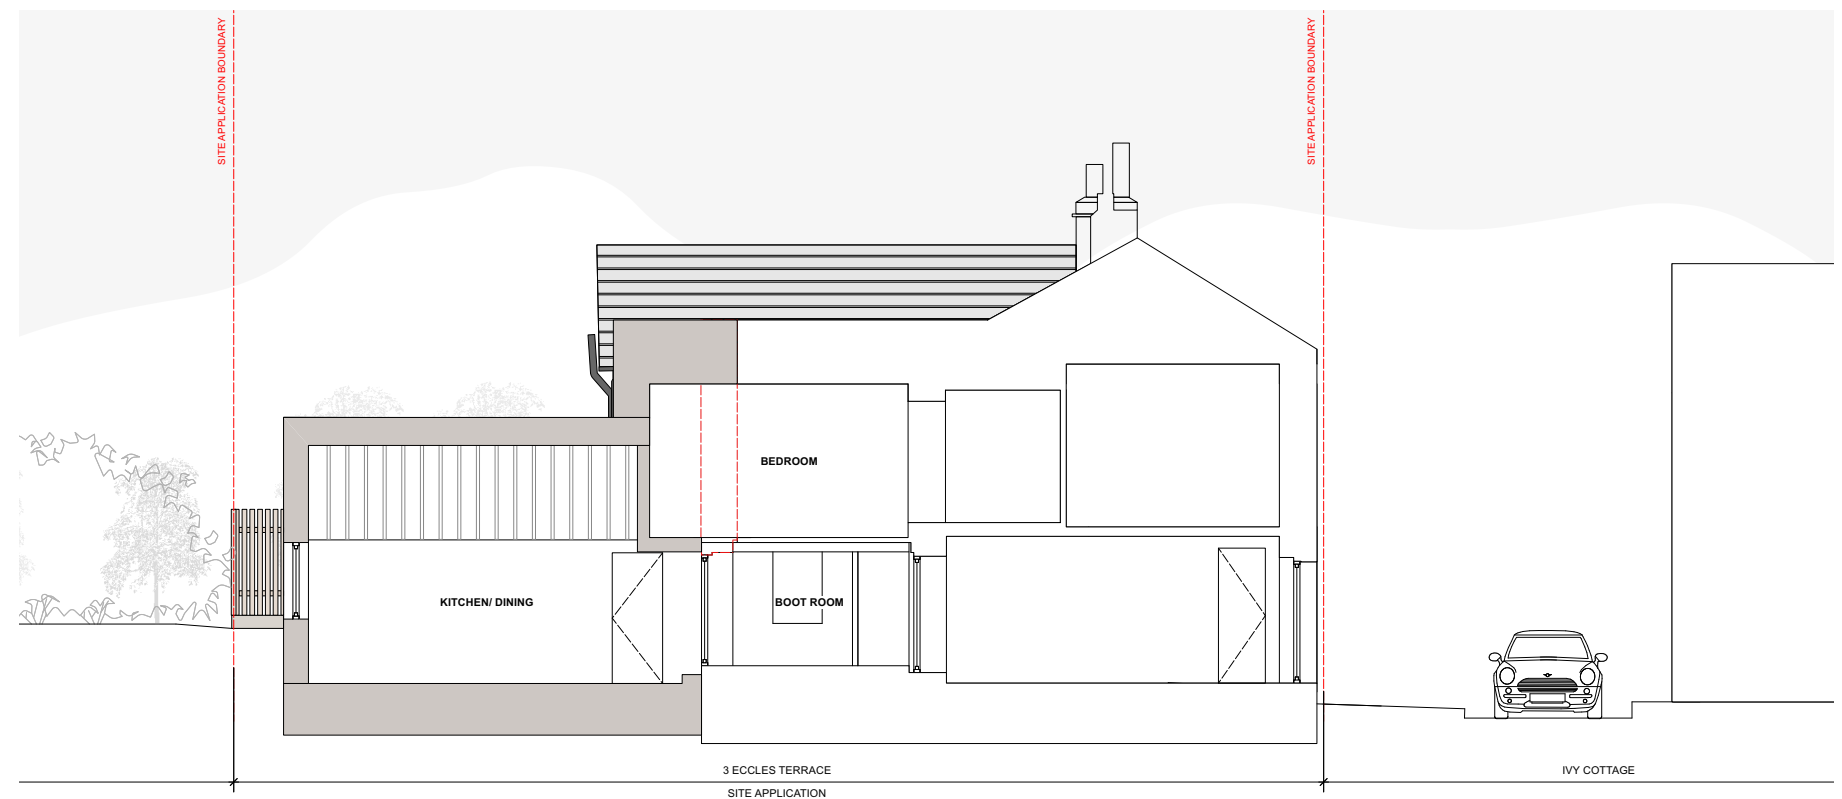 SITE APPLICATION BOUNDARY
SITE APPLICATION BOUNDARY
BEDROOM
KITCHEN/ DINING
BOOT ROOM
3 ECCLES TERRACE
IVY COTTAGE
SITE APPLICATION